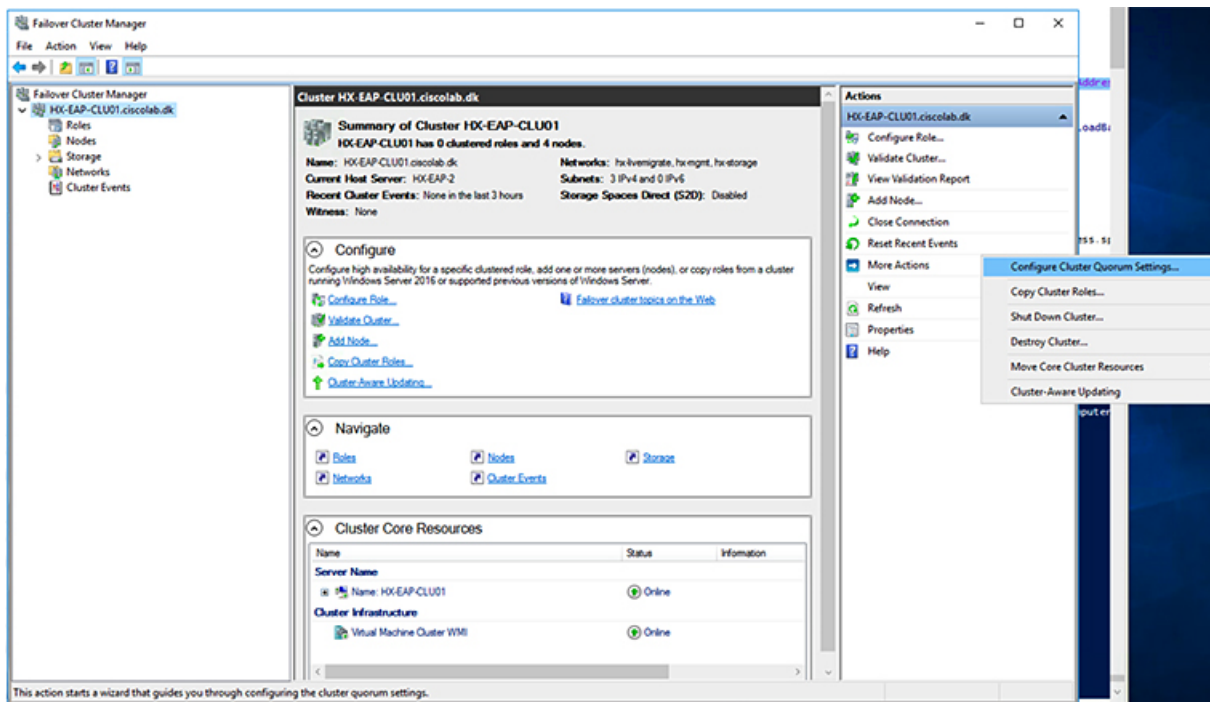 Failover Cluster Manager
File Action View Help
Failover Cluster Manager
HX-EAP-CLU01.ciscolab.dk
Roles
Nodes
Storage
Networks
Cluster Events
Cluster HX-EAP-CLU01.ciscolab.dk
Summary of Cluster HX-EAP-CLU01
HX-EAP-CLU01 has 0 clustered roles and 4 nodes.
Name: HX-EAP-CLU01.ciscolab.dk
Networks: hx-livemigrate, hx-mgmt, hx-storage
Current Host Server: HX-EAP-2
Subnets: 3 IPv4 and 0 IPv6
Recent Cluster Events: None in the last 3 hours
Storage Spaces Direct (S2D): Disabled
Witness: None
Configure
Configure high availability for a specific clustered role, add one or more servers (nodes), or copy roles from a cluster
running Windows Server 2016 or supported previous versions of Windows Server.
Configure Role...
Failover cluster topics on the Web
Validate Cluster...
Add Node...
Copy Cluster Roles...
Cluster-Aware Updating...
Navigate
Roles Nodes Storage
Networks Cluster Events
Cluster Core Resources
Name Status Information
Server Name
Name: HX-EAP-CLU01 Online
Cluster Infrastructure
Virtual Machine Cluster WMI Online
Actions
HX-EAP-CLU01.ciscolab.dk
Configure Role...
Validate Cluster...
View Validation Report
Add Node...
Close Connection
Reset Recent Events
More Actions
View
Refresh
Properties
Help
Configure Cluster Quorum Settings...
Copy Cluster Roles...
Shut Down Cluster...
Destroy Cluster...
Move Core Cluster Resources
Cluster-Aware Updating
This action starts a wizard that guides you through configuring the cluster quorum settings.